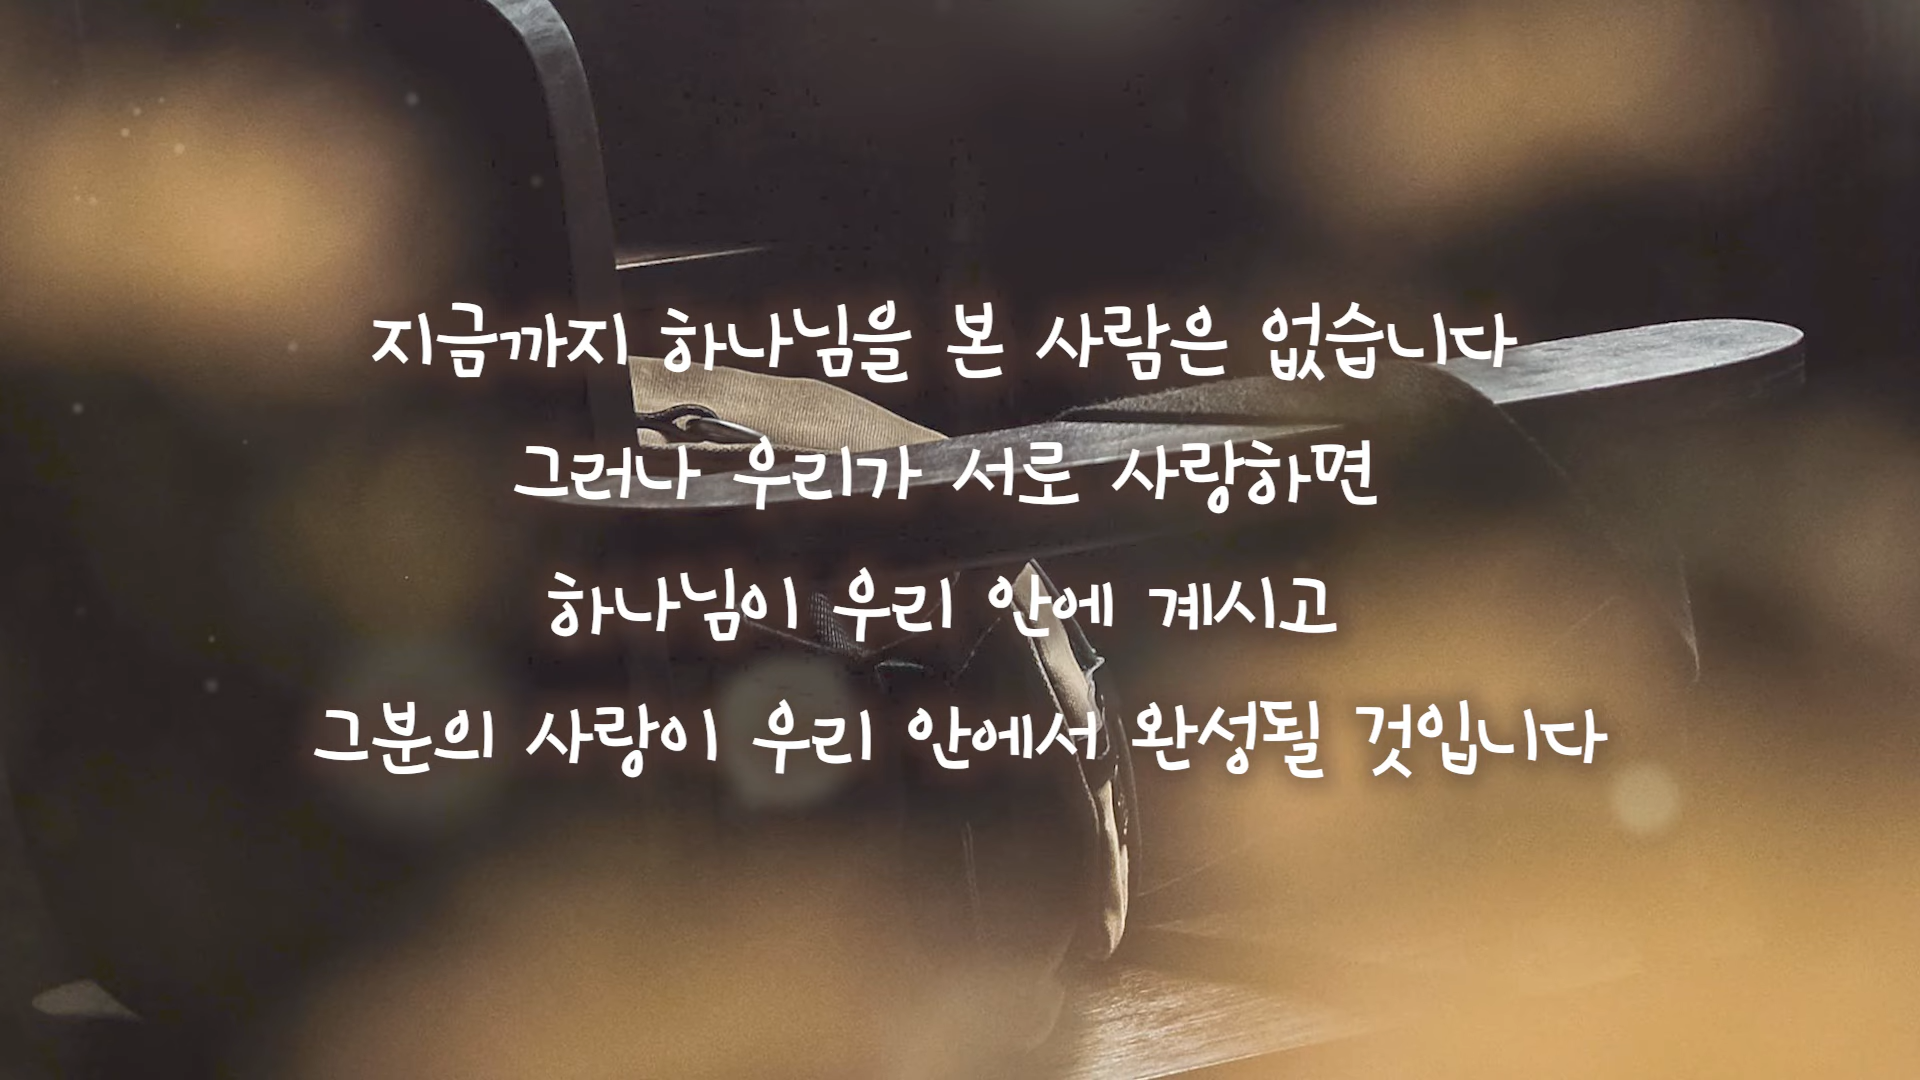 지금까지 하나님을 본 사람은 없습니다
그러나 우리가 서로 사랑하면
하나님이 우리 안에 계시고
그분의 사랑이 우리 안에서 완성될 것입니다